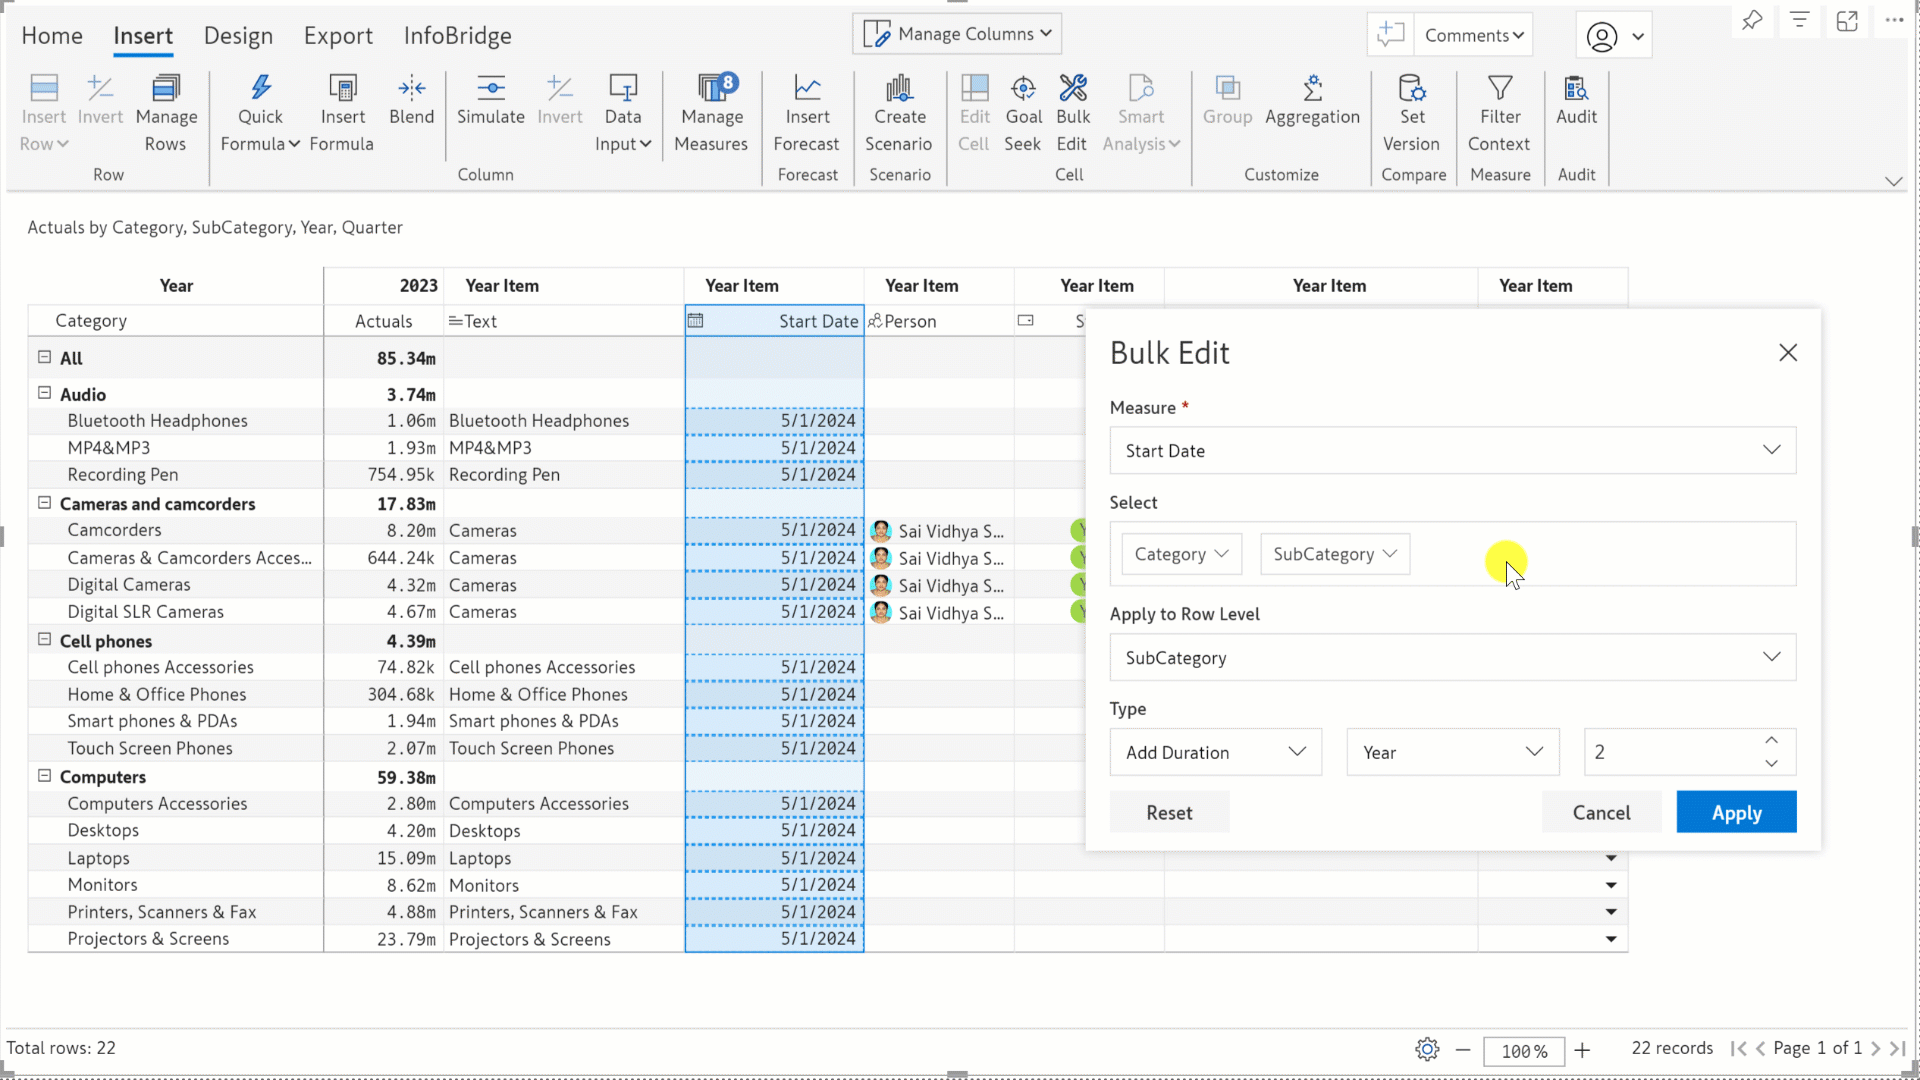 Home Insert Design Export InfoBridge Manage Columns Comments
Insert Row Invert Manage Rows Quick Formula Insert Formula Blend Simulate Invert Data Input Manage Measures 8 Insert Forecast Create Scenario Edit Cell Goal Seek Bulk Edit Smart Analysis Group Aggregation Set Version Filter Context Audit
Row Column Forecast Scenario Cell Customize Compare Measure Audit
Actuals by Category, SubCategory, Year, Quarter
Year 2023 Year Item Year Item Year Item Year Item Year Item Year Item
Category Actuals Text Start Date Person S
All 85.34m
Audio 3.74m
Bluetooth Headphones 1.06m Bluetooth Headphones 5/1/2024
MP4&MP3 1.93m MP4&MP3 5/1/2024
Recording Pen 754.95k Recording Pen 5/1/2024
Cameras and camcorders 17.83m
Camcorders 8.20m Cameras 5/1/2024 Sai Vidhya S...
Cameras & Camcorders Acces... 644.24k Cameras 5/1/2024 Sai Vidhya S...
Digital Cameras 4.32m Cameras 5/1/2024 Sai Vidhya S...
Digital SLR Cameras 4.67m Cameras 5/1/2024 Sai Vidhya S...
Cell phones 4.39m
Cell phones Accessories 74.82k Cell phones Accessories 5/1/2024
Home & Office Phones 304.68k Home & Office Phones 5/1/2024
Smart phones & PDAs 1.94m Smart phones & PDAs 5/1/2024
Touch Screen Phones 2.07m Touch Screen Phones 5/1/2024
Computers 59.38m
Computers Accessories 2.80m Computers Accessories 5/1/2024
Desktops 4.20m Desktops 5/1/2024
Laptops 15.09m Laptops 5/1/2024
Monitors 8.62m Monitors 5/1/2024
Printers, Scanners & Fax 4.88m Printers, Scanners & Fax 5/1/2024
Projectors & Screens 23.79m Projectors & Screens 5/1/2024
Bulk Edit
Measure *
Start Date
Select
Category SubCategory
Apply to Row Level
SubCategory
Type
Add Duration Year 2
Reset Cancel Apply
Total rows: 22 100% 22 records Page 1 of 1